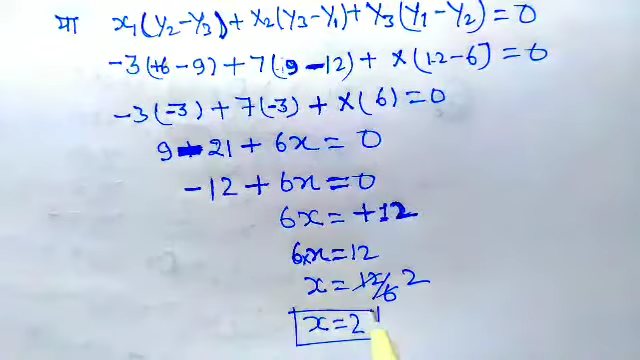 या x₁(y₂-y₃)+x₂(y₃-y₁)+x₃(y₁-y₂)=0
-3(+6-9)+7(9-12)+x(12-6)=0
-3(-3)+7(-3)+x(6)=0
9-21+6x=0
-12+6x=0
6x=+12
6x=12
x=12/6 2
x=2